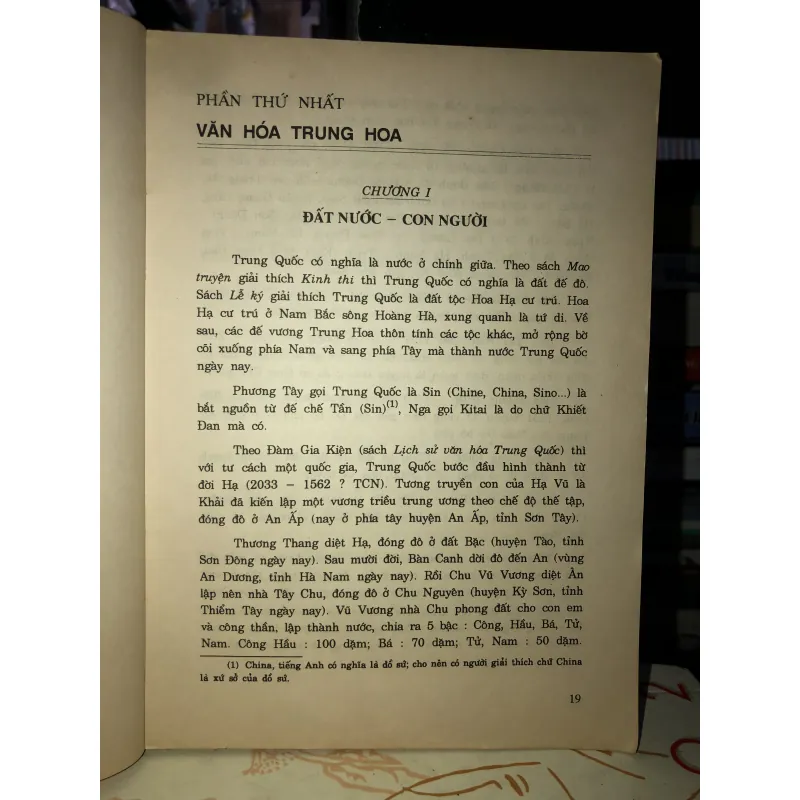 PHẦN THỨ NHẤT
VĂN HÓA TRUNG HOA
CHƯƠNG I
ĐẤT NƯỚC – CON NGƯỜI
Trung Quốc có nghĩa là nước ở chính giữa. Theo sách Mao
truyện giải thích Kinh thi thì Trung Quốc có nghĩa là đất đế đô.
Sách Lễ ký giải thích Trung Quốc là đất tộc Hoa Hạ cư trú. Hoa
Hạ cư trú ở Nam Bắc sông Hoàng Hà, xung quanh là tứ di. Về
sau, các đế vương Trung Hoa thôn tính các tộc khác, mở rộng bờ
cõi xuống phía Nam và sang phía Tây mà thành nước Trung Quốc
ngày nay.
Phương Tây gọi Trung Quốc là Sin (Chine, China, Sino...) là
bắt nguồn từ đế chế Tần (Sin)(1), Nga gọi Kitai là do chữ Khiết
Đan mà có.
Theo Đàm Gia Kiện (sách Lịch sử văn hóa Trung Quốc) thì
với tư cách một quốc gia, Trung Quốc bước đầu hình thành từ
đời Hạ (2033 – 1562 ? TCN). Tương truyền con của Hạ Vũ là
Khải đã kiến lập một vương triều trung ương theo chế độ thế tập,
đóng đô ở An Ấp (nay ở phía tây huyện An Ấp, tỉnh Sơn Tây).
Thương Thang diệt Hạ, đóng đô ở đất Bậc (huyện Tào, tỉnh
Sơn Đông ngày nay). Sau mười đời, Bàn Canh dời đô đến An (vùng
An Dương, tỉnh Hà Nam ngày nay). Rồi Chu Vũ Vương diệt Ân
lập nên nhà Tây Chu, đóng đô ở Chu Nguyên (huyện Kỳ Sơn, tỉnh
Thiểm Tây ngày nay). Vũ Vương nhà Chu phong đất cho con em
và công thần, lập thành nước, chia ra 5 bậc : Công, Hầu, Bá, Tử,
Nam. Công Hầu : 100 dặm; Bá : 70 dặm; Tử, Nam : 50 dặm.
(1) China, tiếng Anh có nghĩa là đồ sứ; cho nên có người giải thích chữ China
là xứ sở của đồ sứ.
19